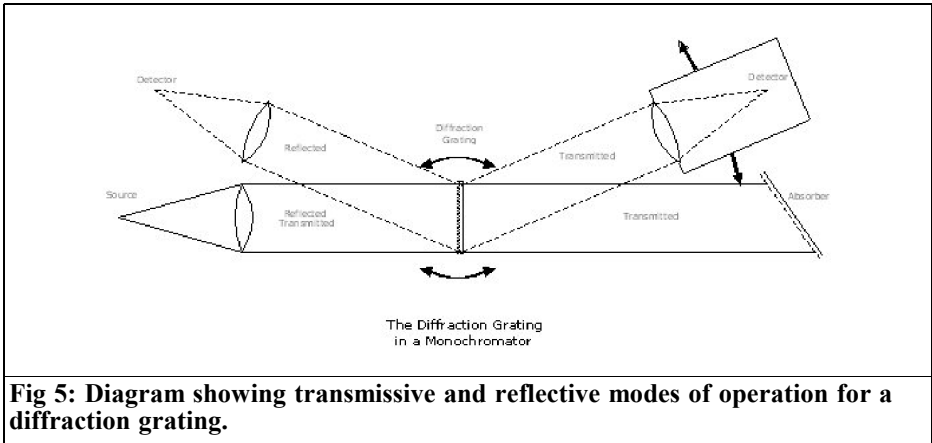 Detector
Detector
Diffraction
Grating
Reflected
Transmitted
Source
Absorber
Reflected
Transmitted
Transmitted
The Diffraction Grating
in a Monochromator
Fig 5: Diagram showing transmissive and reflective modes of operation for a
diffraction grating.